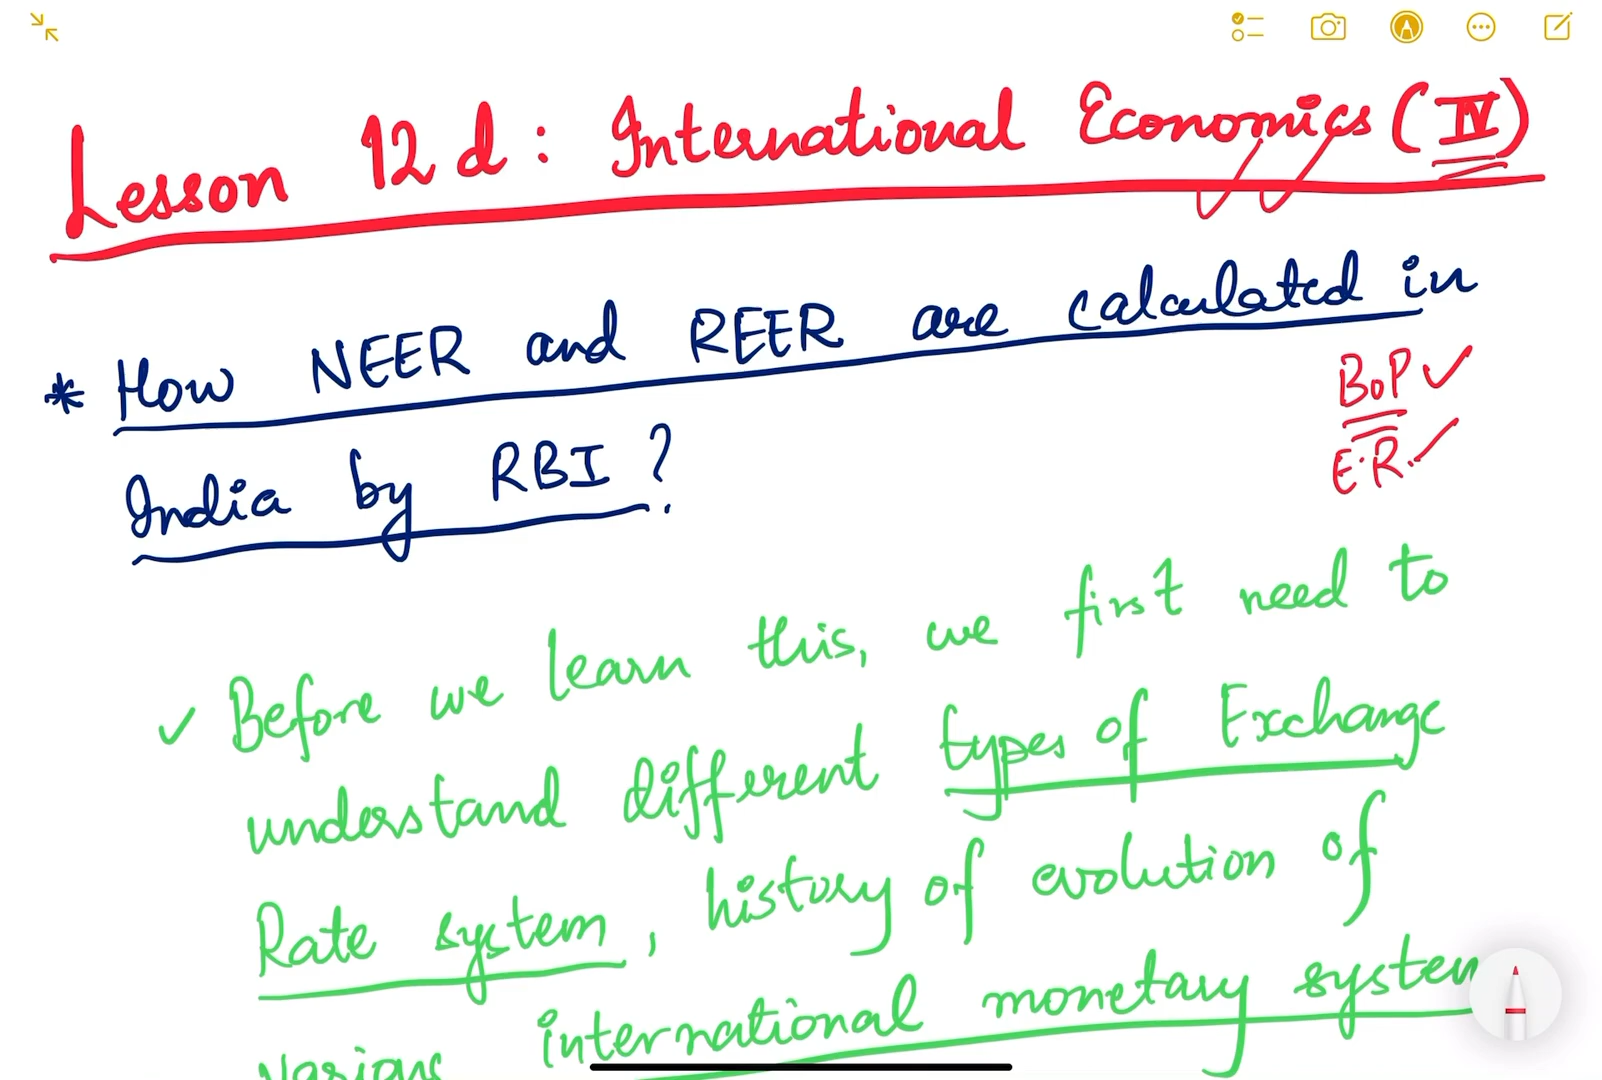 Lesson 12 d : International Economics (IV)
* How NEER and REER are calculated in
India by RBI ?
BoP ✓
E.R. ✓
✓ Before we learn this, we first need to
understand different types of Exchange
Rate system, history of evolution of
various international monetary system